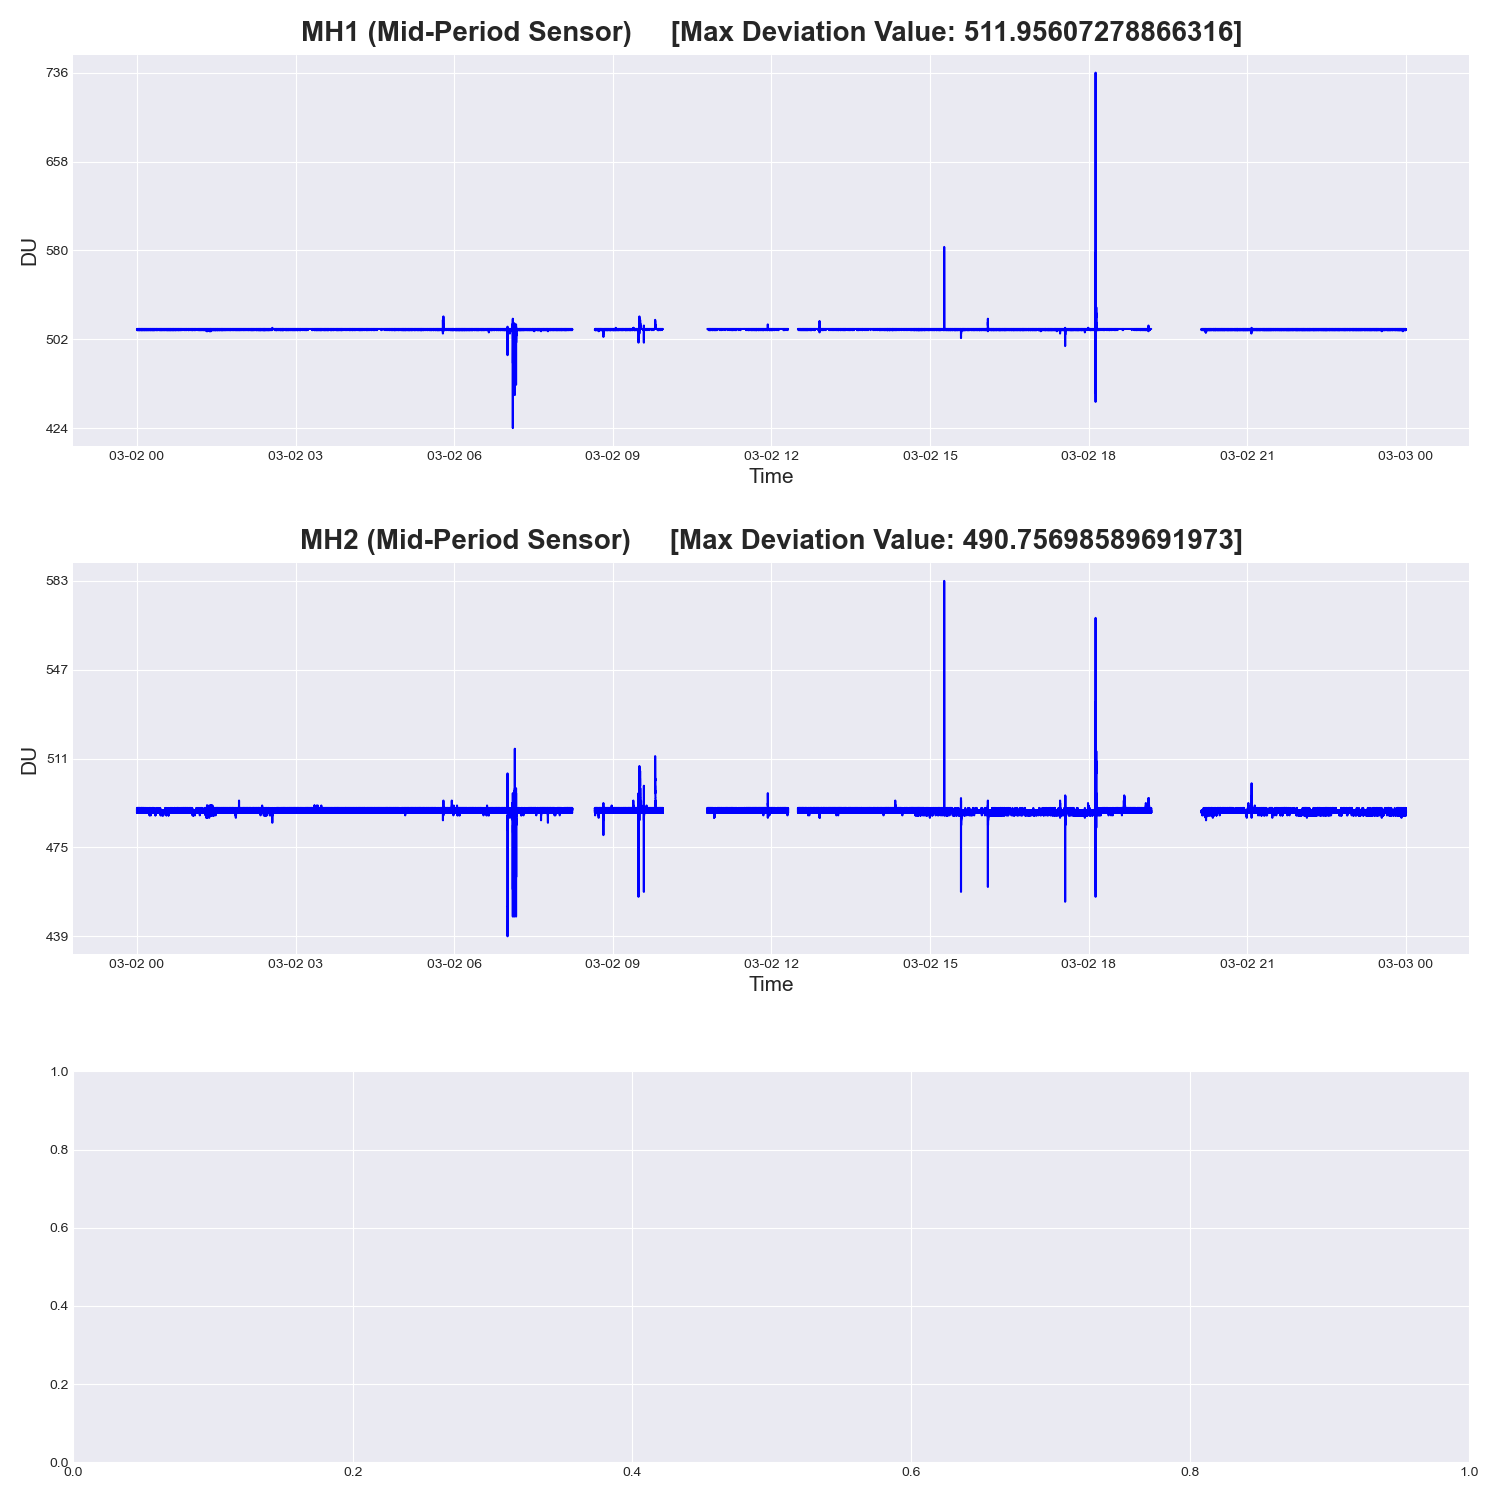 MH1 (Mid-Period Sensor) [Max Deviation Value: 511.95607278866316]
736
658
580
502
424
DU
03-02 00 03-02 03 03-02 06 03-02 09 03-02 12 03-02 15 03-02 18 03-02 21 03-03 00
Time
MH2 (Mid-Period Sensor) [Max Deviation Value: 490.75698589691973]
583
547
511
475
439
DU
03-02 00 03-02 03 03-02 06 03-02 09 03-02 12 03-02 15 03-02 18 03-02 21 03-03 00
Time
1.0
0.8
0.6
0.4
0.2
0.0
0.0 0.2 0.4 0.6 0.8 1.0